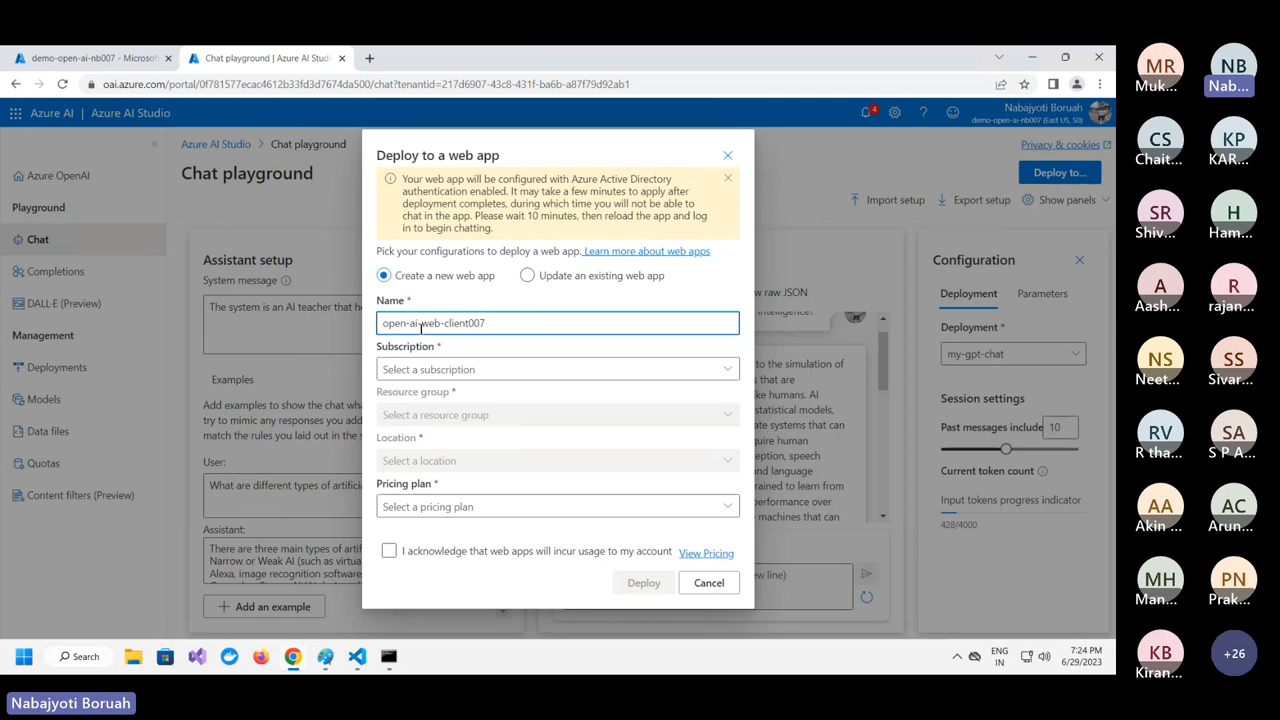 demo-open-ai-nb007 - Microsof
Chat playground | Azure AI Studi
oai.azure.com/portal/0f781577ecac4612b33fd3d7674da500/chat?tenantid=217d6907-43c8-431f-ba6b-a87f79d92ab1
Azure AI | Azure AI Studio
4
Nabajyoti Boruah
demo-open-ai-nb007 (East US, S0)
Azure OpenAI
Playground
Chat
Completions
DALL·E (Preview)
Management
Deployments
Models
Data files
Quotas
Content filters (Preview)
Azure AI Studio > Chat playground
Privacy & cookies
Chat playground
Deploy to...
Import setup
Export setup
Show panels
Assistant setup
System message
The system is an AI teacher that he
Examples
Add examples to show the chat wha
try to mimic any responses you add
match the rules you laid out in the s
User:
What are different types of artific
Assistant:
There are three main types of artif
Narrow or Weak AI (such as virtua
Alexa, image recognition software
Add an example
Deploy to a web app
Your web app will be configured with Azure Active Directory
authentication enabled. It may take a few minutes to apply after
deployment completes, during which time you will not be able to
chat in the app. Please wait 10 minutes, then reload the app and log
in to begin chatting.
Pick your configurations to deploy a web app. Learn more about web apps
Create a new web app
Update an existing web app
Name *
open-ai-web-client007
Subscription *
Select a subscription
Resource group *
Select a resource group
Location *
Select a location
Pricing plan *
Select a pricing plan
I acknowledge that web apps will incur usage to my account
View Pricing
Deploy
Cancel
w raw JSON
intelligence?
to the simulation of
s that are
ike humans. AI
statistical models,
ate systems that can
quire human
eption, speech
nd language
rained to learn from
performance over
machines that can
new line)
Configuration
Deployment
Parameters
Deployment *
my-gpt-chat
Session settings
Past messages include
10
Current token count
Input tokens progress indicator
428/4000
Search
ENG
IN
7:24 PM
6/29/2023
MR
Muk...
NB
Nab...
CS
Chait...
KP
KAR...
SR
Shiv...
H
Ham...
A
Aash...
R
rajan...
NS
Neet...
SS
Sivar...
RV
R tha...
SA
S P A...
AA
Akin ...
AC
Arun...
MH
Man...
PN
Prak...
KB
Kiran...
+26
Nabajyoti Boruah